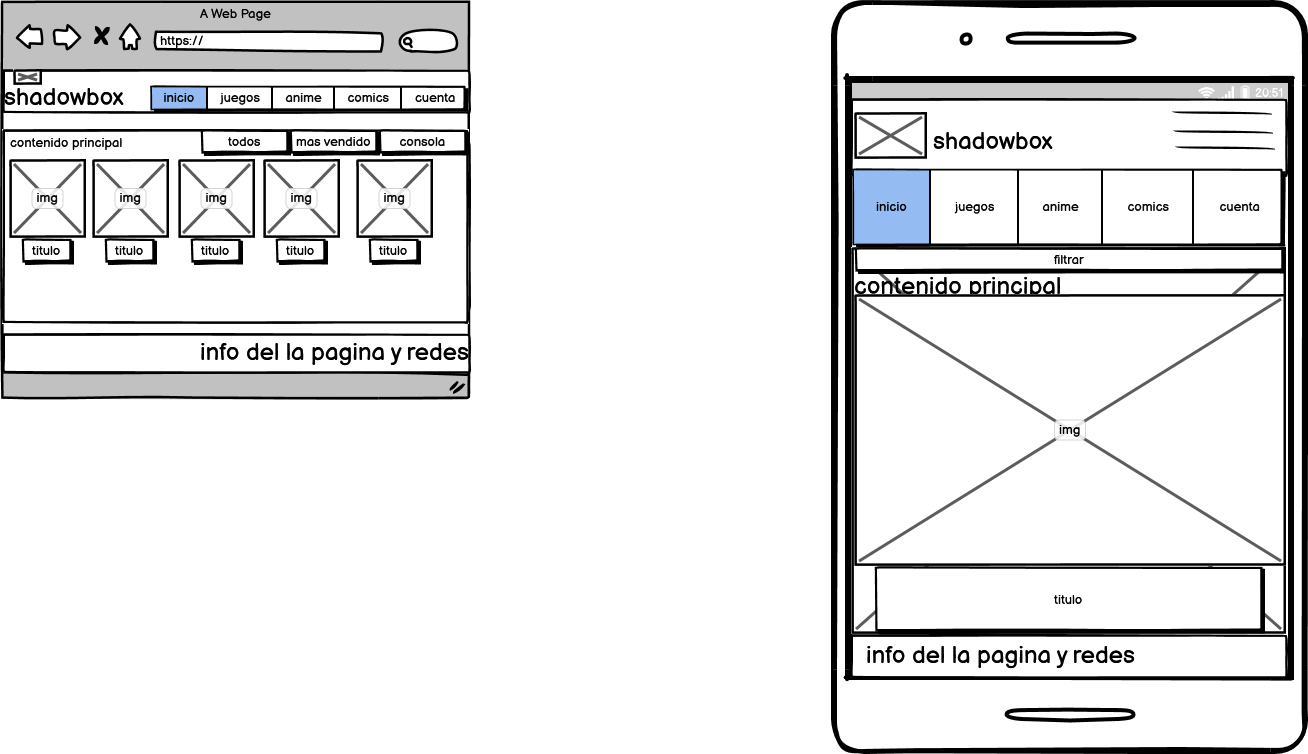 A Web Page
https://
shadowbox
inicio juegos anime comics cuenta
contenido principal todos mas vendido consola
img img img img img
titulo titulo titulo titulo titulo
info del la pagina y redes
20:51
shadowbox
inicio juegos anime comics cuenta
filtrar
contenido principal
img
titulo
info del la pagina y redes